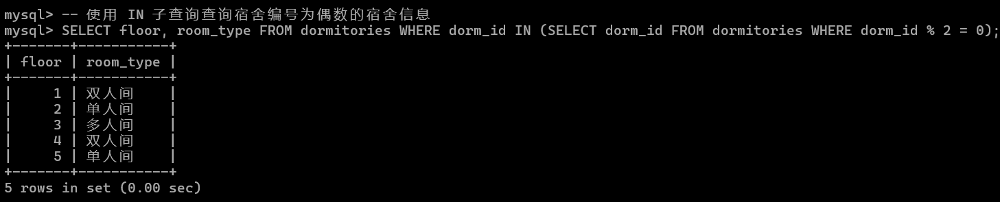 mysql> -- 使用 IN 子查询查询宿舍编号为偶数的宿舍信息
mysql> SELECT floor, room_type FROM dormitories WHERE dorm_id IN (SELECT dorm_id FROM dormitories WHERE dorm_id % 2 = 0);
+-------+-----------+
| floor | room_type |
+-------+-----------+
|     1 | 双人间    |
|     2 | 单人间    |
|     3 | 多人间    |
|     4 | 双人间    |
|     5 | 单人间    |
+-------+-----------+
5 rows in set (0.00 sec)